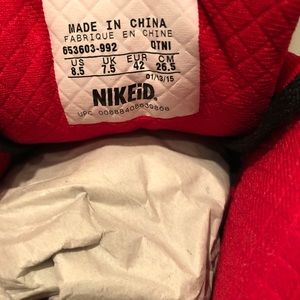 MADE IN CHINA
FABRIQUE EN CHINE
653603-992 QTNI
US UK EUR CM
8.5 7.5 42 26.5
01/13/15
NIKEiD.
UPC